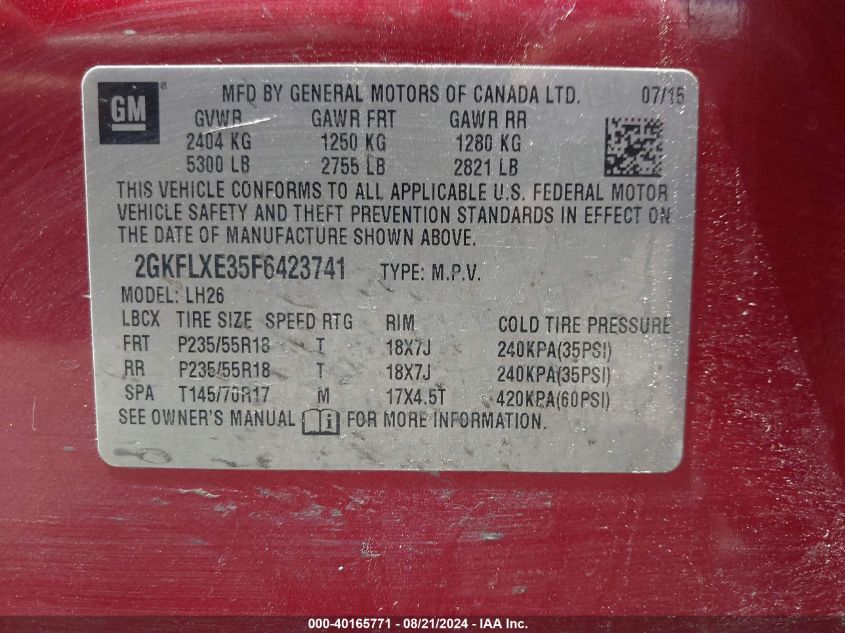 GM ®
MFD BY GENERAL MOTORS OF CANADA LTD. 07/15
GVWR GAWR FRT GAWR RR
2404 KG 1250 KG 1280 KG
5300 LB 2755 LB 2821 LB
THIS VEHICLE CONFORMS TO ALL APPLICABLE U.S. FEDERAL MOTOR
VEHICLE SAFETY AND THEFT PREVENTION STANDARDS IN EFFECT ON
THE DATE OF MANUFACTURE SHOWN ABOVE.
2GKFLXE35F6423741 TYPE: M.P.V.
MODEL: LH26
LBCX TIRE SIZE SPEED RTG RIM COLD TIRE PRESSURE
FRT P235/55R18 T 18X7J 240KPA(35PSI)
RR P235/55R18 T 18X7J 240KPA(35PSI)
SPA T145/70R17 M 17X4.5T 420KPA(60PSI)
SEE OWNER'S MANUAL i FOR MORE INFORMATION.
000-40165771 - 08/21/2024 - IAA Inc.